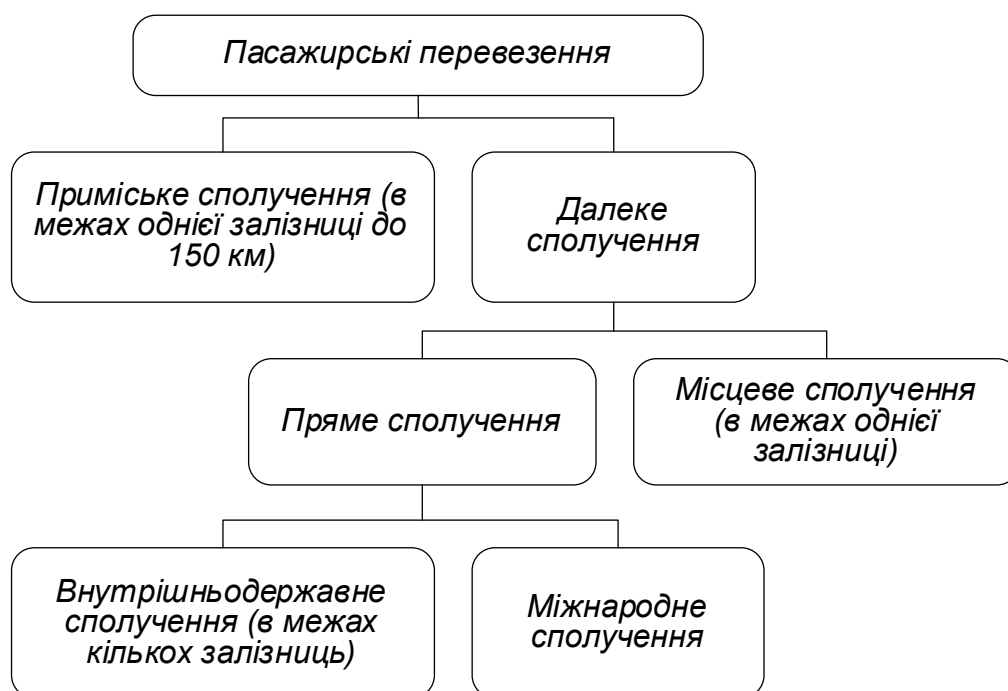 Пасажирські перевезення
Приміське сполучення (в
межах однієї залізниці до
150 км)
Далеке
сполучення
Пряме сполучення
Місцеве сполучення
(в межах однієї
залізниці)
Внутрішньодержавне
сполучення (в межах
кількох залізниць)
Міжнародне
сполучення